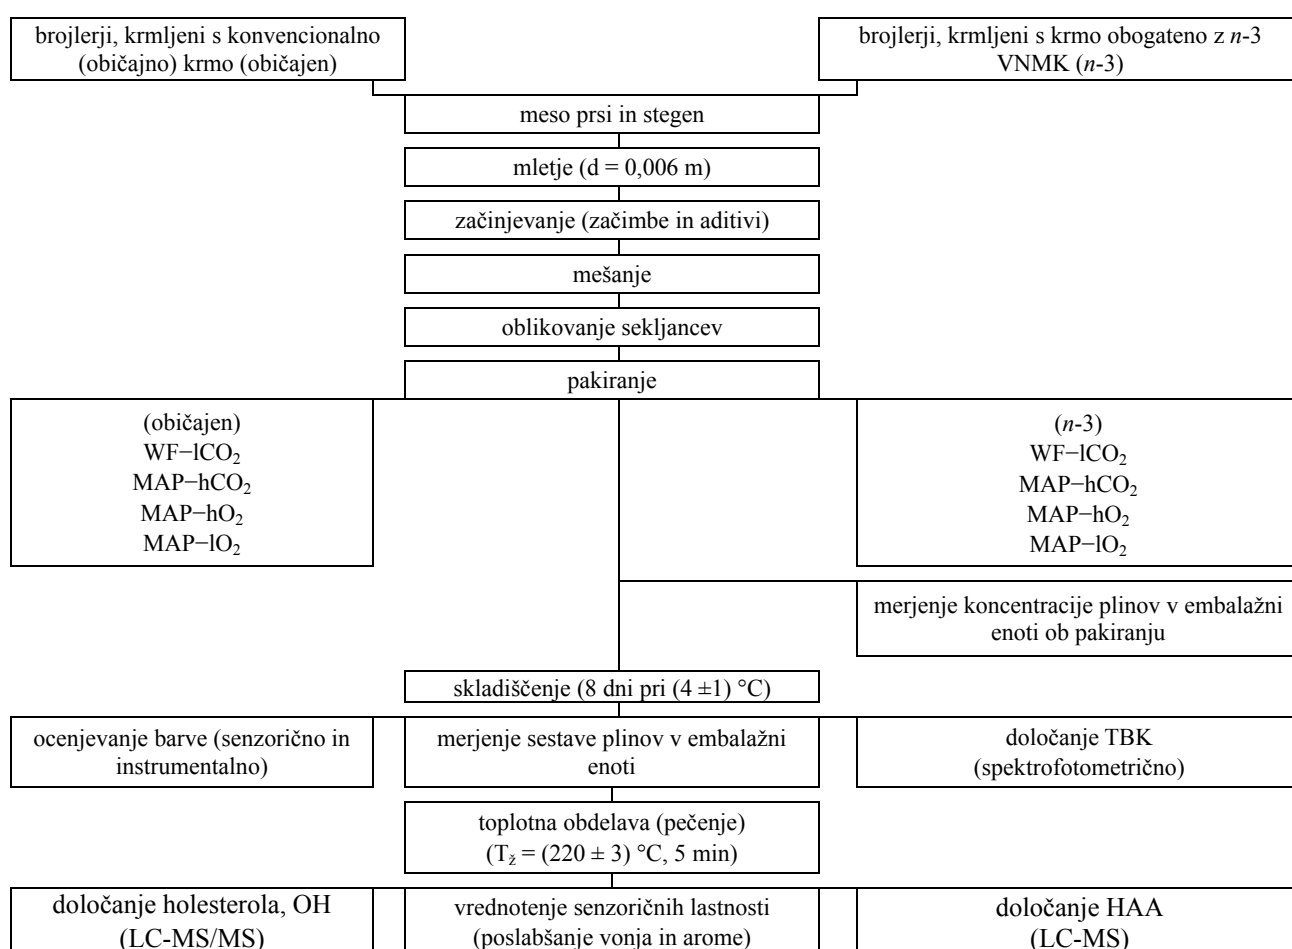 brojlerji, krmljeni s konvencionalno
(običajno) krmo (običajen)
brojlerji, krmljeni s krmo obogateno z n-3
VNMK (n-3)
meso prsi in stegen
mletje (d = 0,006 m)
začinjevanje (začimbe in aditivi)
mešanje
oblikovanje sekljancev
pakiranje
(običajen)
WF−lCO₂
MAP−hCO₂
MAP−hO₂
MAP−lO₂
(n-3)
WF−lCO₂
MAP−hCO₂
MAP−hO₂
MAP−lO₂
merjenje koncentracije plinov v embalažni
enoti ob pakiranju
skladiščenje (8 dni pri (4 ±1) °C)
ocenjevanje barve (senzorično in
instrumentalno)
merjenje sestave plinov v embalažni
enoti
določanje TBK
(spektrofotometrično)
toplotna obdelava (pečenje)
(Tž = (220 ± 3) °C, 5 min)
določanje holesterola, OH
(LC-MS/MS)
vrednotenje senzoričnih lastnosti
(poslabšanje vonja in arome)
določanje HAA
(LC-MS)